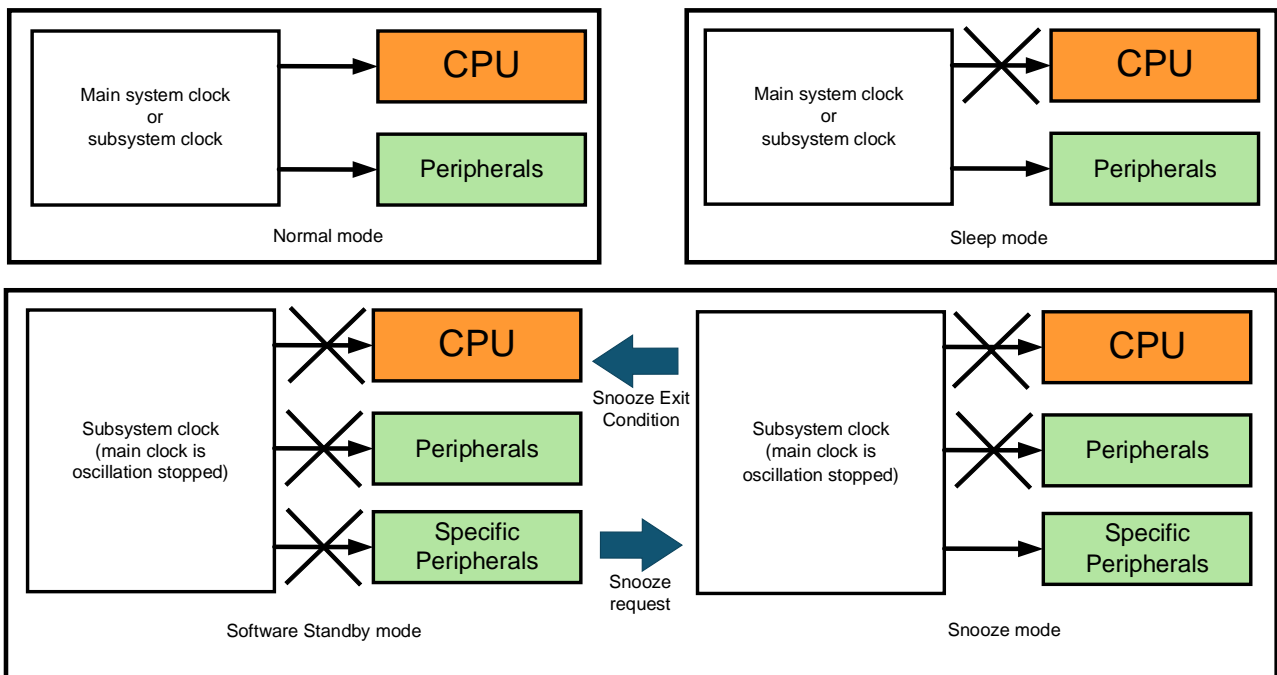 Main system clock
or
subsystem clock
CPU
Peripherals
Normal mode
Main system clock
or
subsystem clock
CPU
Peripherals
Sleep mode
Subsystem clock
(main clock is
oscillation stopped)
CPU
Peripherals
Specific
Peripherals
Software Standby mode
Snooze Exit
Condition
Snooze
request
Subsystem clock
(main clock is
oscillation stopped)
CPU
Peripherals
Specific
Peripherals
Snooze mode